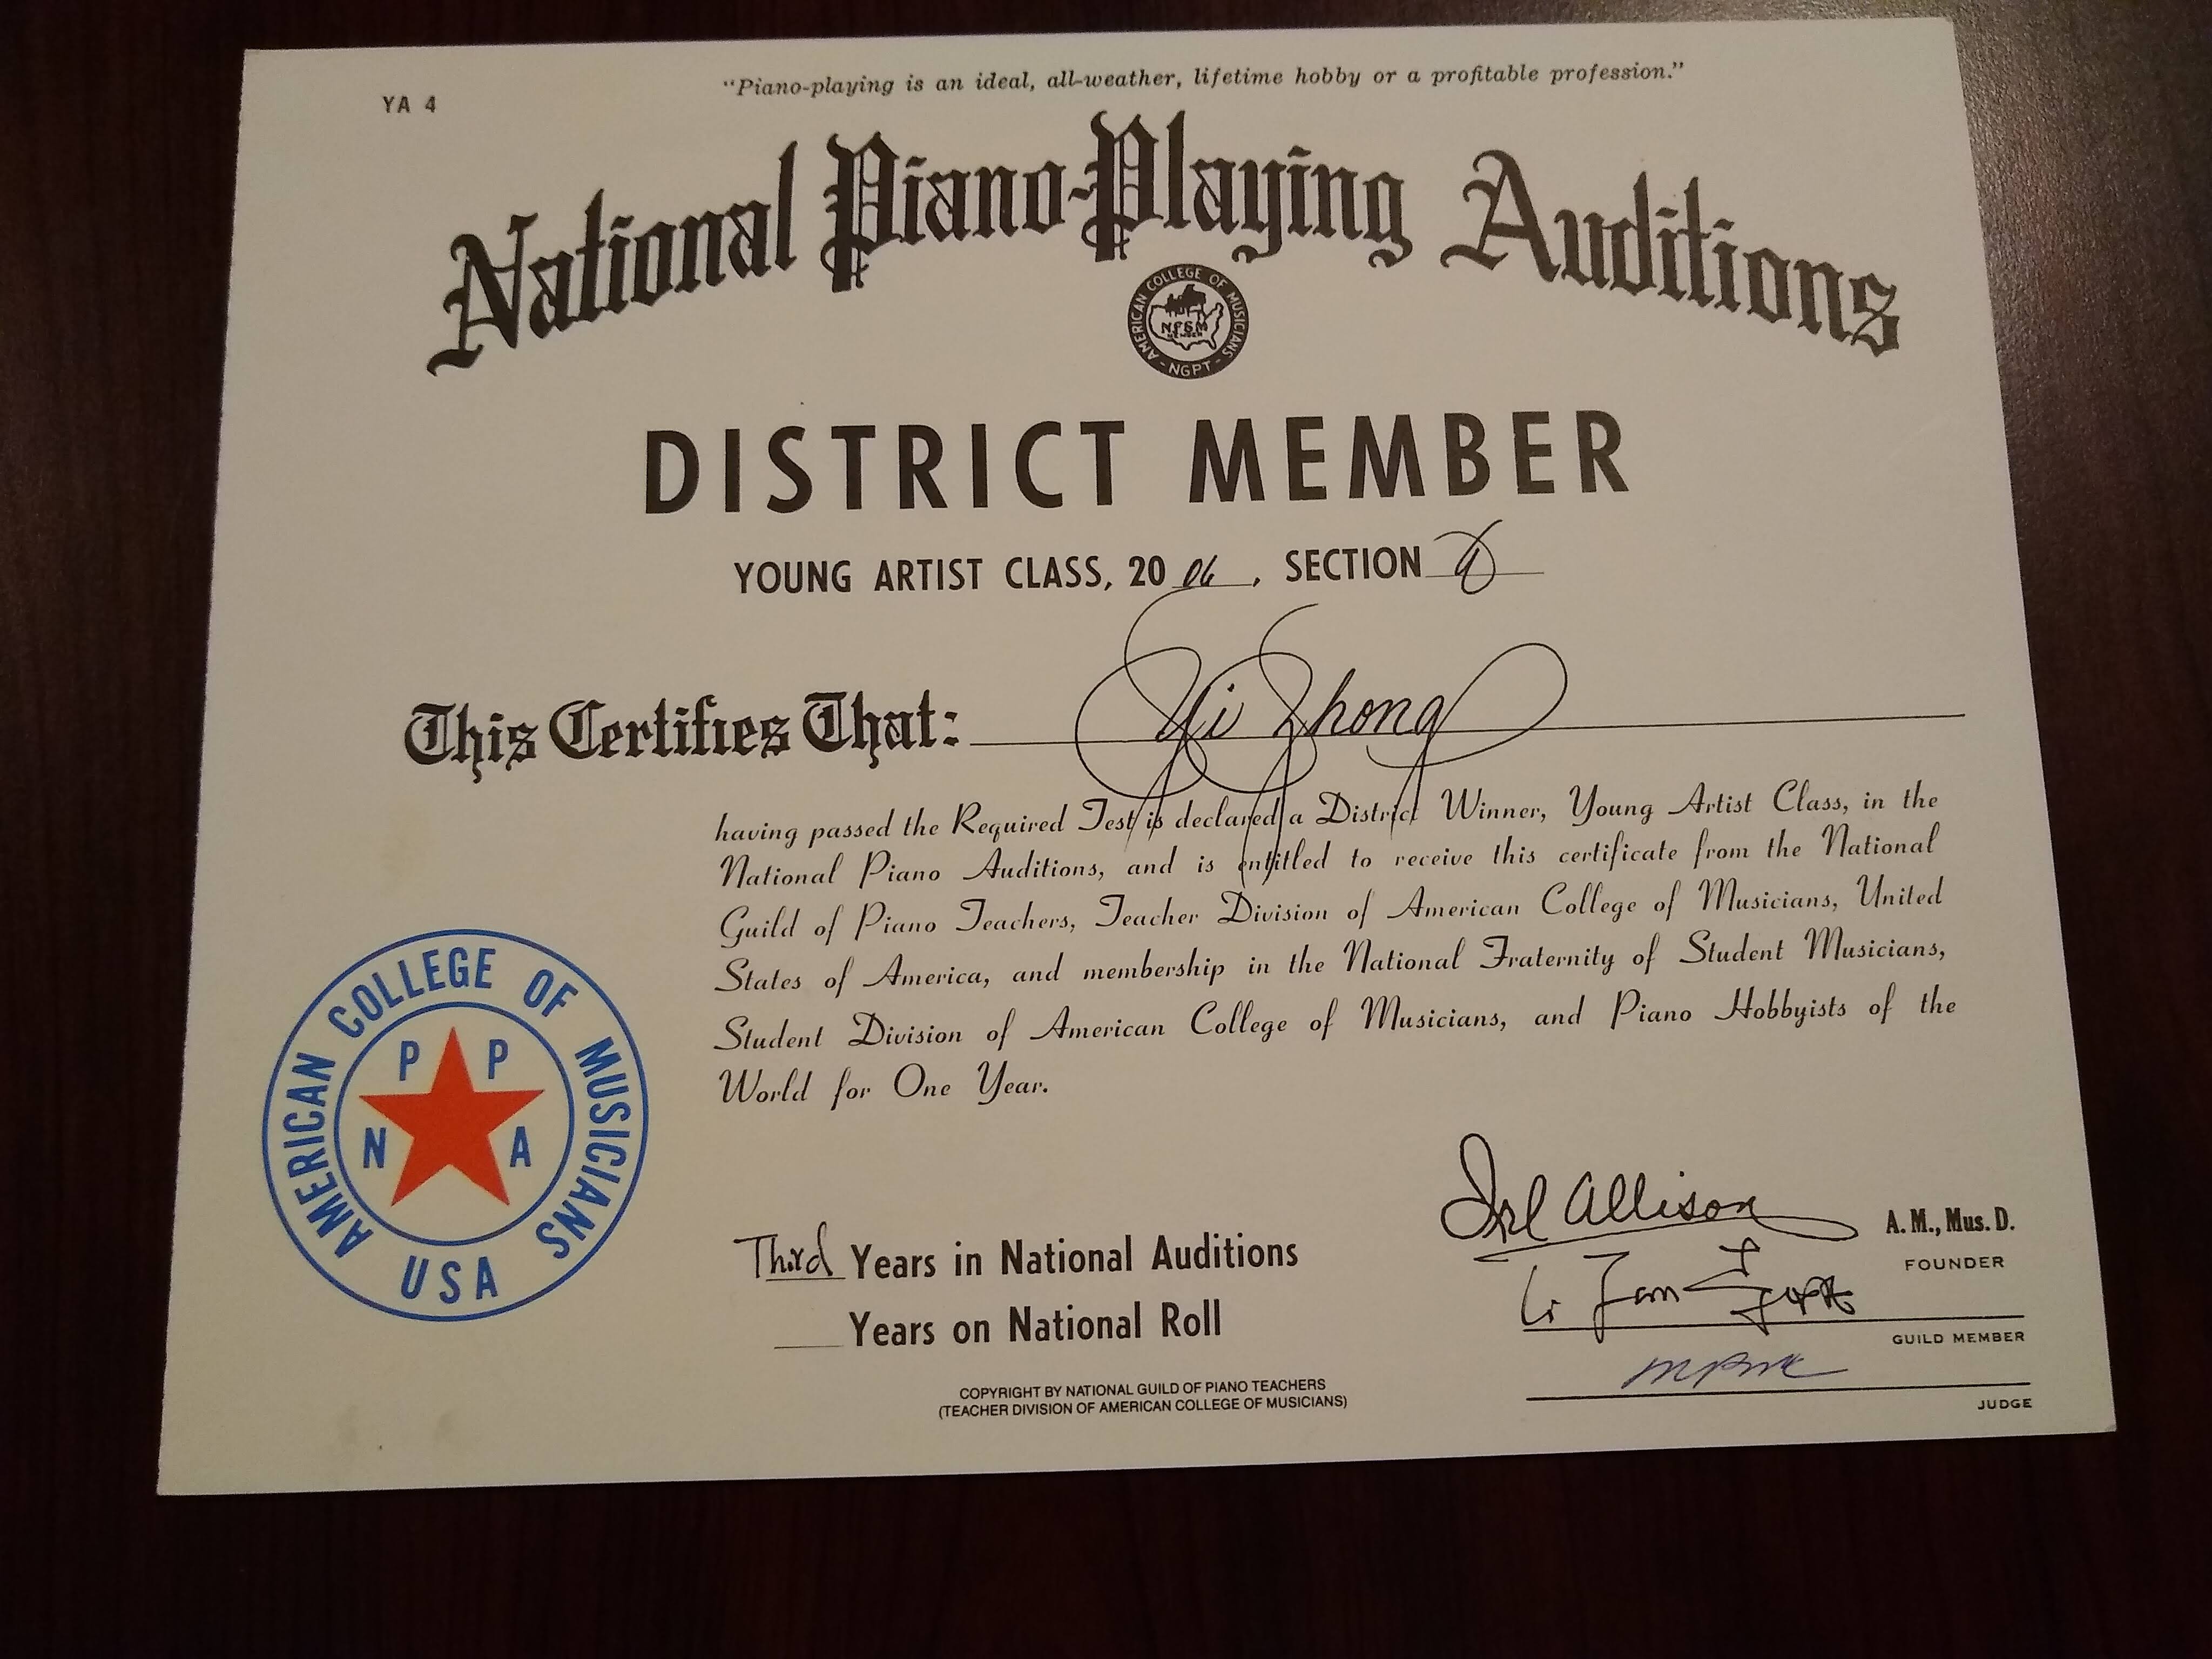 YA 4
"Piano-playing is an ideal, all-weather, lifetime hobby or a profitable profession."
National Piano-Playing Auditions
AMERICAN COLLEGE OF MUSICIANS
NFSM
MEMBER
- NGPT -
DISTRICT MEMBER
YOUNG ARTIST CLASS, 20 06, SECTION
This Certifies That: Yi Zhong
having passed the Required Test is declared a District Winner, Young Artist Class, in the
National Piano Auditions, and is entitled to receive this certificate from the National
Guild of Piano Teachers, Teacher Division of American College of Musicians, United
States of America, and membership in the National Fraternity of Student Musicians,
Student Division of American College of Musicians, and Piano Hobbyists of the
World for One Year.
AMERICAN COLLEGE OF MUSICIANS
P P
N A
USA
Third Years in National Auditions
Years on National Roll
Irl Allison A.M., Mus. D.
FOUNDER
GUILD MEMBER
JUDGE
COPYRIGHT BY NATIONAL GUILD OF PIANO TEACHERS
(TEACHER DIVISION OF AMERICAN COLLEGE OF MUSICIANS)